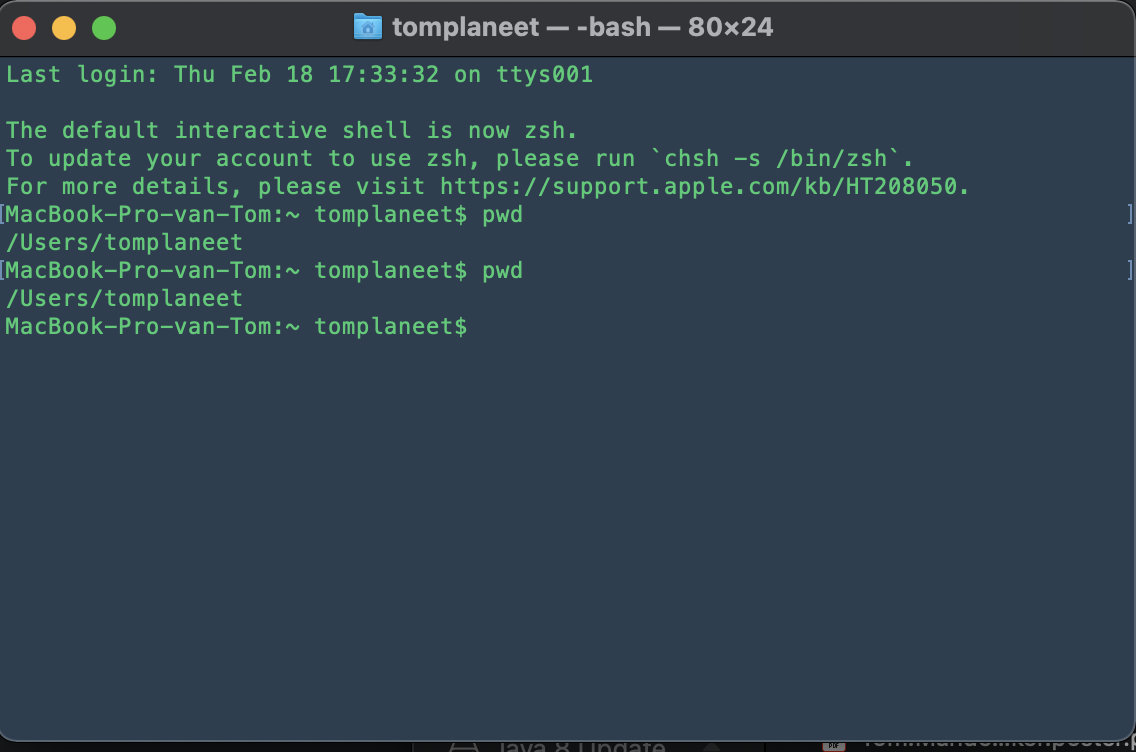 tomplaneet — -bash — 80×24
Last login: Thu Feb 18 17:33:32 on ttys001
The default interactive shell is now zsh.
To update your account to use zsh, please run `chsh -s /bin/zsh`.
For more details, please visit https://support.apple.com/kb/HT208050.
[MacBook-Pro-van-Tom:~ tomplaneet$ pwd ]
/Users/tomplaneet
[MacBook-Pro-van-Tom:~ tomplaneet$ pwd ]
/Users/tomplaneet
MacBook-Pro-van-Tom:~ tomplaneet$
Java 8 Update
PDF